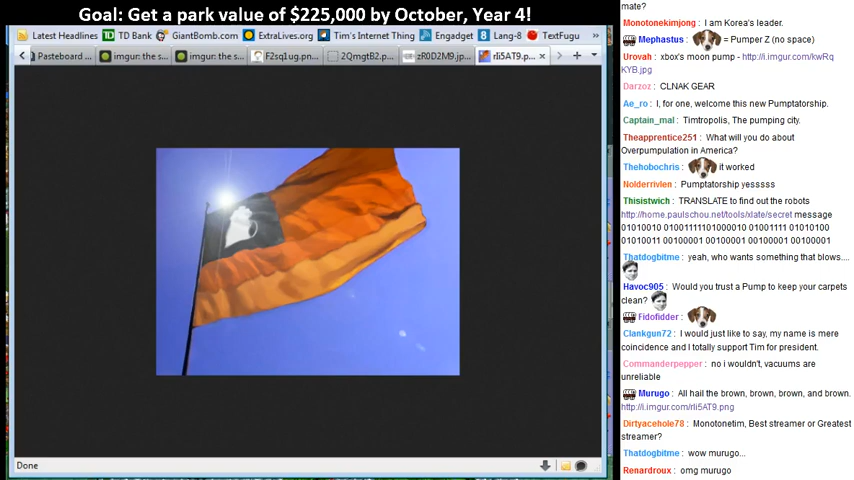 Goal: Get a park value of $225,000 by October, Year 4!
Latest Headlines TD Bank GiantBomb.com ExtraLives.org Tim's Internet Thing Engadget Lang-8 TextFugu
Pasteboard ... imgur: the s... imgur: the s... F2sq1ug.pn... 2QmgtB2.p... zR0D2M9.jp... rli5AT9.p...
Done
mate?
Monotonekimjong : I am Korea's leader.
Mephastus : = Pumper Z (no space)
Urovah : xbox's moon pump - http://i.imgur.com/kwRq
KYB.jpg
Darzoz : CLNAK GEAR
Ae_ro : I, for one, welcome this new Pumptatorship.
Captain_mal : Timtropolis, The pumping city.
Theapprentice251 : What will you do about
Overpumpulation in America?
Thehobochris : it worked
Nolderrivlen : Pumptatorship yesssss
Thisistwich : TRANSLATE to find out the robots
http://home.paulschou.net/tools/xlate/secret message
01010010 01001111101000010 01001111 01010100
01010011 00100001 00100001 00100001 00100001
Thatdogbitme : yeah, who wants something that blows....
Havoc905 : Would you trust a Pump to keep your carpets
clean?
Fidofidder :
Clankgun72 : I would just like to say, my name is mere
coincidence and I totally support Tim for president.
Commanderpepper : no i wouldn't, vacuums are
unreliable
Murugo : All hail the brown, brown, brown, and brown.
http://i.imgur.com/rli5AT9.png
Dirtyacehole78 : Monotonetim, Best streamer or Greatest
streamer?
Thatdogbitme : wow murugo...
Renardroux : omg murugo